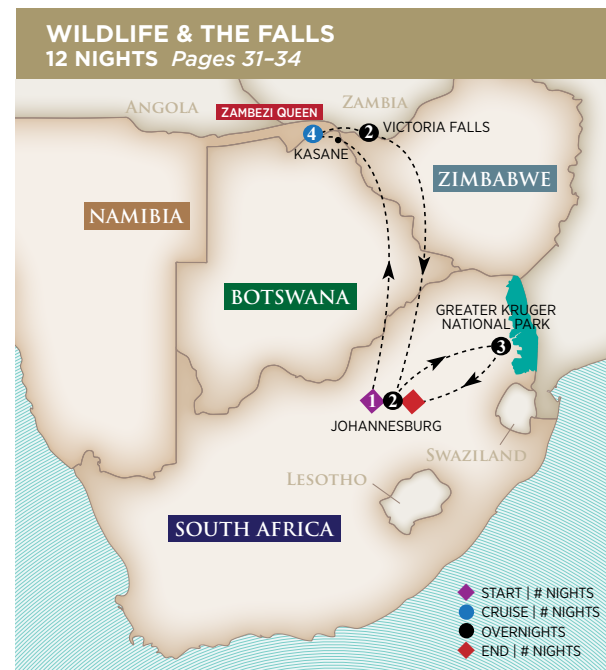 WILDLIFE & THE FALLS
12 NIGHTS Pages 31–34
ANGOLA
ZAMBIA
ZAMBEZI QUEEN
4
2
VICTORIA FALLS
KASANE
ZIMBABWE
NAMIBIA
BOTSWANA
GREATER KRUGER
NATIONAL PARK
3
1
2
JOHANNESBURG
SWAZILAND
LESOTHO
SOUTH AFRICA
START | # NIGHTS
CRUISE | # NIGHTS
OVERNIGHTS
END | # NIGHTS